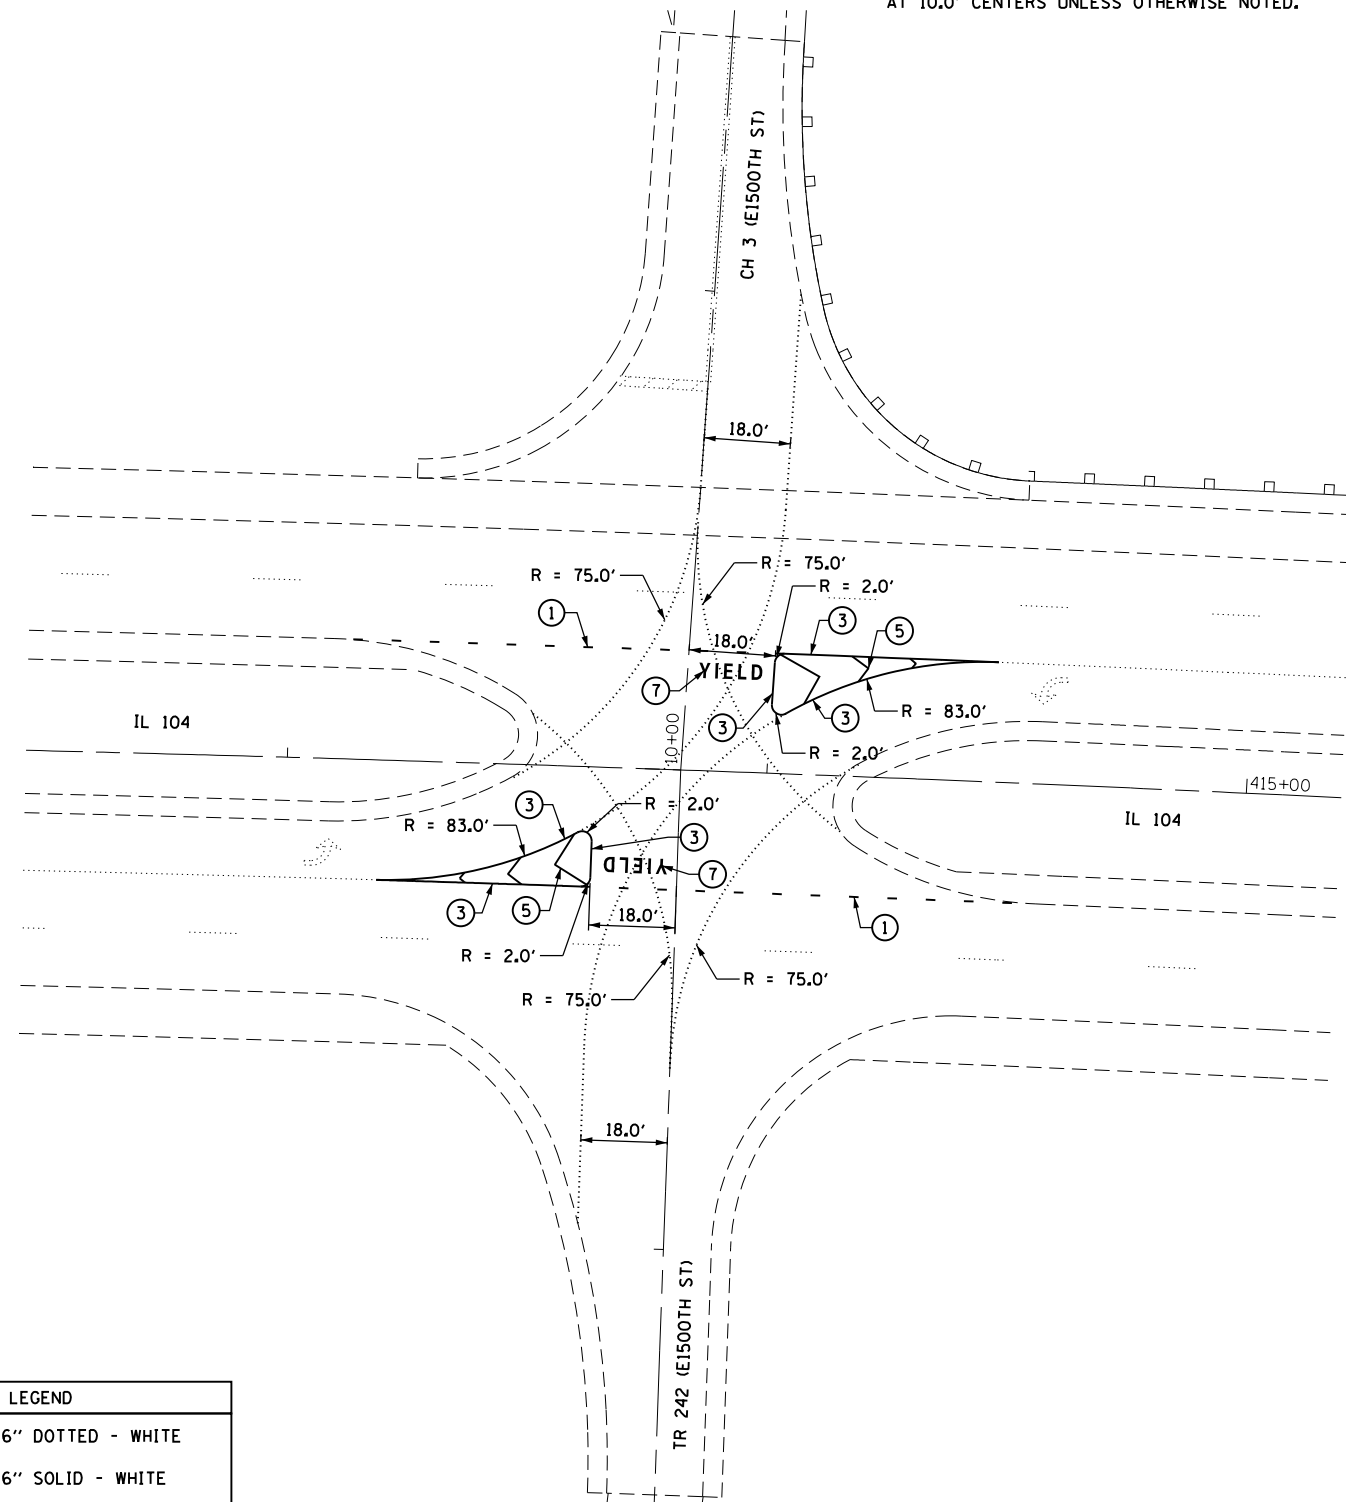 AT 10.0' CENTERS UNLESS OTHERWISE NOTED.
CH 3 (E1500TH ST)
18.0'
R = 75.0'
R = 75.0'
R = 2.0'
1
3
5
18.0'
YIELD
7
3
3
R = 83.0'
R = 2.0'
IL 104
10+00
415+00
IL 104
3
R = 2.0'
R = 83.0'
3
YIELD
7
3
5
18.0'
1
R = 2.0'
R = 75.0'
R = 75.0'
18.0'
TR 242 (E1500TH ST)
LEGEND
6" DOTTED - WHITE
6" SOLID - WHITE